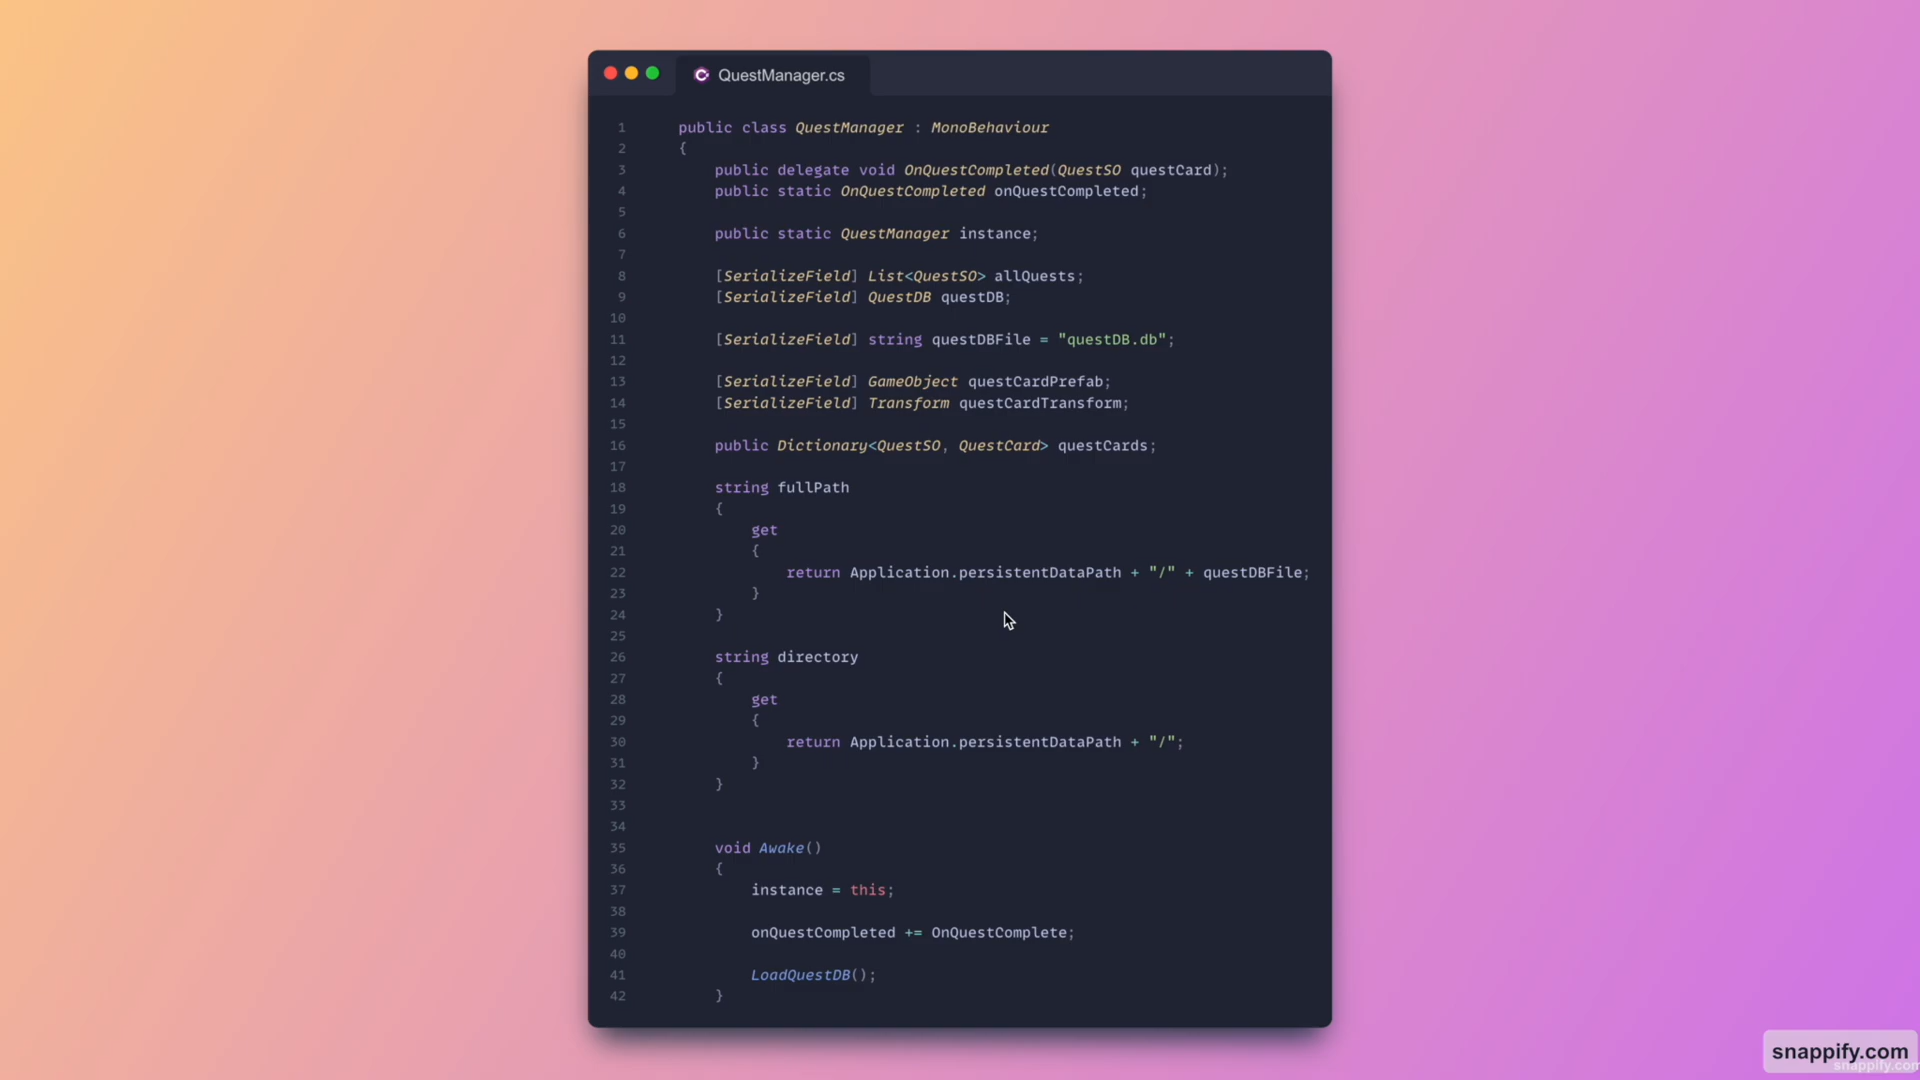 QuestManager.cs
1 public class QuestManager : MonoBehaviour
2 {
3 public delegate void OnQuestCompleted(QuestSO questCard);
4 public static OnQuestCompleted onQuestCompleted;
5
6 public static QuestManager instance;
7
8 [SerializeField] List<QuestSO> allQuests;
9 [SerializeField] QuestDB questDB;
10
11 [SerializeField] string questDBFile = "questDB.db";
12
13 [SerializeField] GameObject questCardPrefab;
14 [SerializeField] Transform questCardTransform;
15
16 public Dictionary<QuestSO, QuestCard> questCards;
17
18 string fullPath
19 {
20 get
21 {
22 return Application.persistentDataPath + "/" + questDBFile;
23 }
24 }
25
26 string directory
27 {
28 get
29 {
30 return Application.persistentDataPath + "/";
31 }
32 }
33
34
35 void Awake()
36 {
37 instance = this;
38
39 onQuestCompleted += OnQuestComplete;
40
41 LoadQuestDB();
42 }
snappify.com
snappify.com